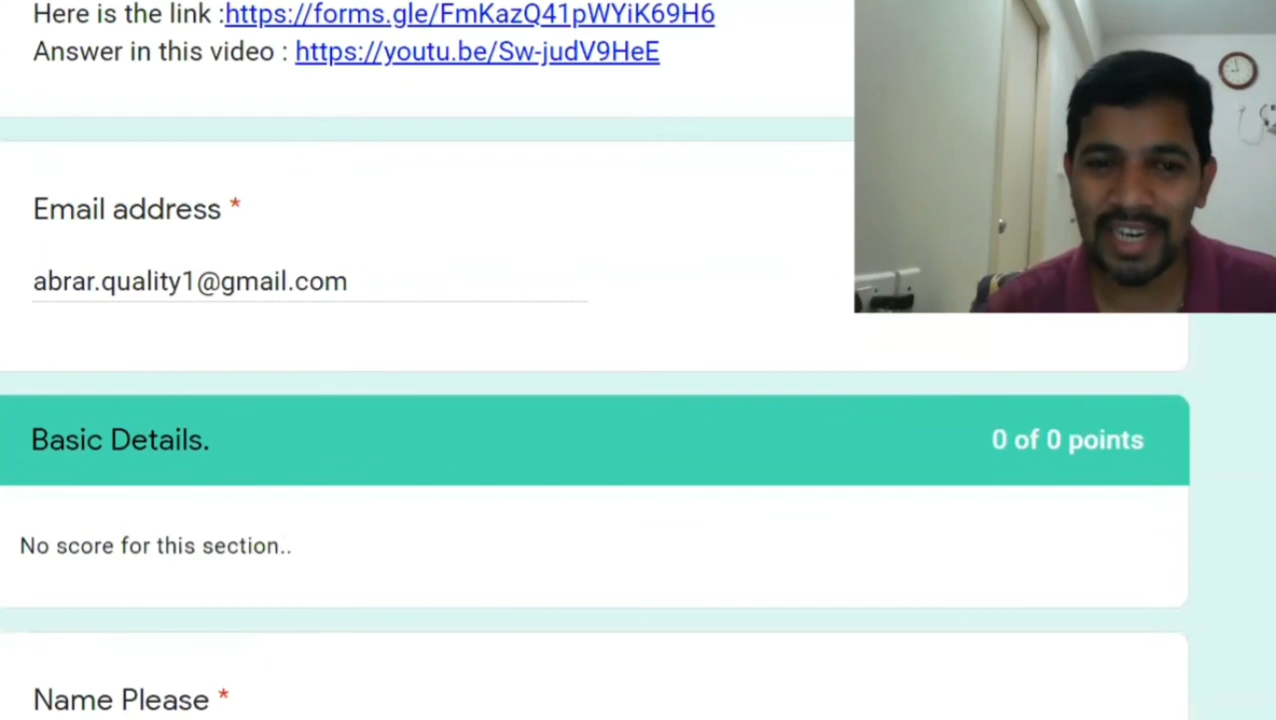 Here is the link :https://forms.gle/FmKazQ41pWYiK69H6
Answer in this video : https://youtu.be/Sw-judV9HeE
Email address *
abrar.quality1@gmail.com
Basic Details.
0 of 0 points
No score for this section..
Name Please *